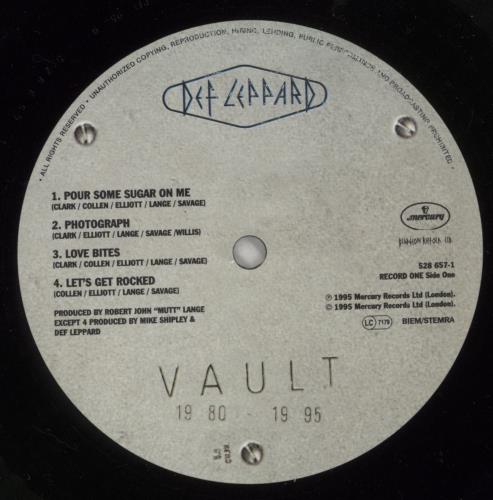 • ALL RIGHTS RESERVED • UNAUTHORIZED COPYING, REPRODUCTION, HIRING, LENDING, PUBLIC PERFORMANCE AND BROADCASTING PROHIBITED •
DEF LEPPARD
1. POUR SOME SUGAR ON ME
(CLARK / COLLEN / ELLIOTT / LANGE / SAVAGE)
2. PHOTOGRAPH
(CLARK / ELLIOTT / LANGE / SAVAGE /WILLIS)
3. LOVE BITES
(CLARK / COLLEN / ELLIOTT / LANGE / SAVAGE)
4. LET'S GET ROCKED
(COLLEN / ELLIOTT / LANGE / SAVAGE)
PRODUCED BY ROBERT JOHN "MUTT" LANGE
EXCEPT 4 PRODUCED BY MIKE SHIPLEY &
DEF LEPPARD
mercury
BLUDGEON RIFFOLA LTD
528 657-1
RECORD ONE Side One
℗ 1995 Mercury Records Ltd (London).
© 1995 Mercury Records Ltd (London).
LC 7179 BIEM/STEMRA
VAULT
19 80 - 19 95